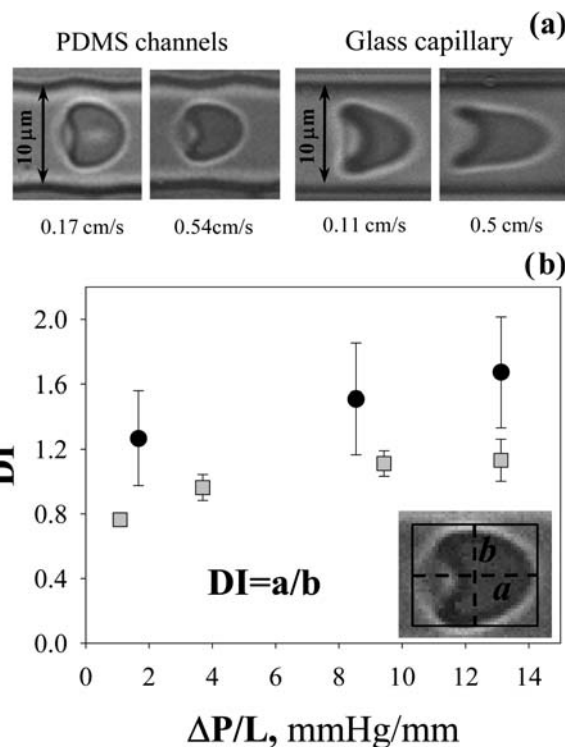 (a)
PDMS channels Glass capillary
10 μm 10 μm
0.17 cm/s 0.54cm/s 0.11 cm/s 0.5 cm/s
(b)
2.0
1.6
1.2
0.8
0.4
0.0
DI
DI=a/b
b
a
0 2 4 6 8 10 12 14
ΔP/L, mmHg/mm